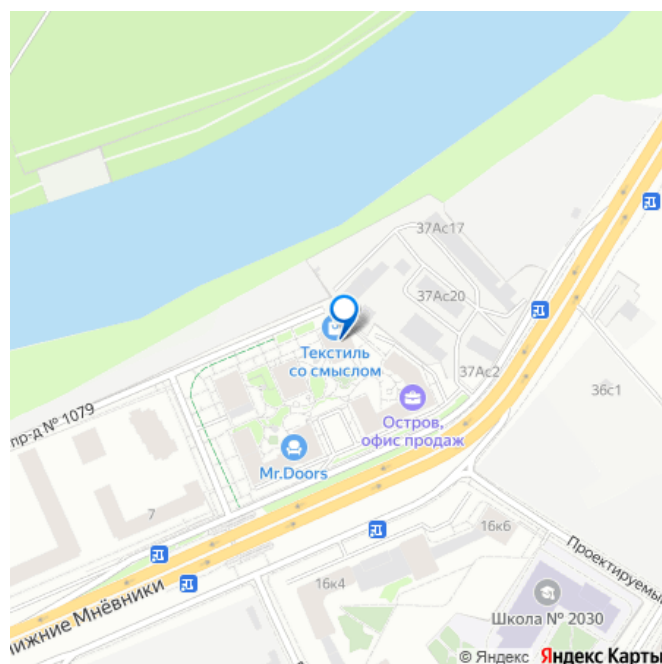 37Ас17
37Ас20
Текстиль
со смыслом
37Ас2
36с1
Остров,
офис продаж
пр-д № 1079
Mr.Doors
7
16к6
Проектируемы
16к4
Школа № 2030
ижние Мнёвники
© Яндекс Яндекс Карты